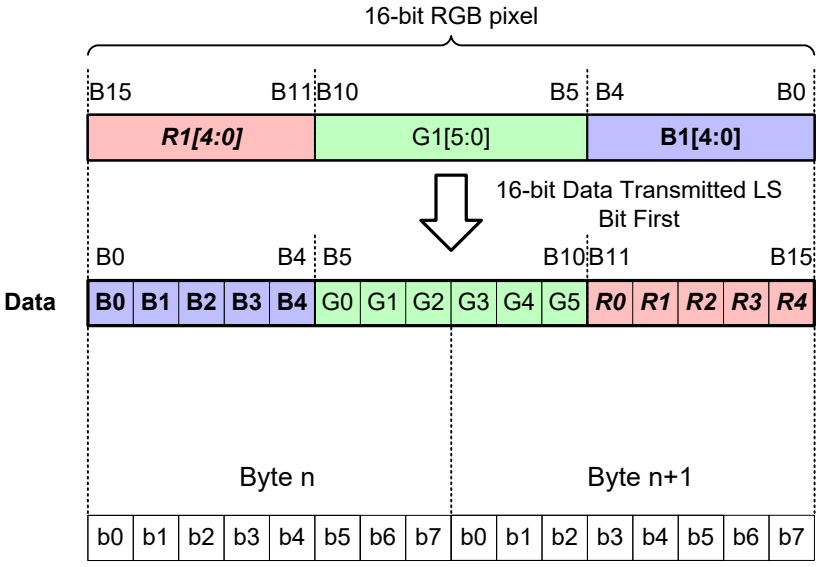 16-bit RGB pixel
B15 B11 B10 B5 B4 B0
R1[4:0] G1[5:0] B1[4:0]
16-bit Data Transmitted LS
Bit First
B0 B4 B5 B10 B11 B15
Data B0 B1 B2 B3 B4 G0 G1 G2 G3 G4 G5 R0 R1 R2 R3 R4
Byte n Byte n+1
b0 b1 b2 b3 b4 b5 b6 b7 b0 b1 b2 b3 b4 b5 b6 b7